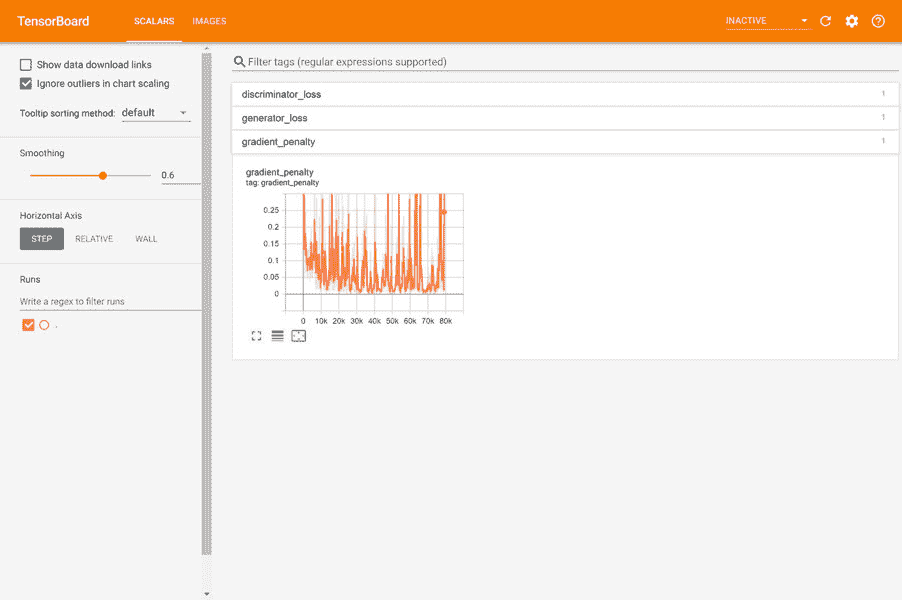 TensorBoard SCALARS IMAGES INACTIVE
Show data download links
Ignore outliers in chart scaling
Tooltip sorting method: default
Smoothing
0.6
Horizontal Axis
STEP RELATIVE WALL
Runs
Write a regex to filter runs
.
Filter tags (regular expressions supported)
discriminator_loss 1
generator_loss 1
gradient_penalty 1
gradient_penalty
tag: gradient_penalty
0.25
0.2
0.15
0.1
0.05
0
0 10k 20k 30k 40k 50k 60k 70k 80k